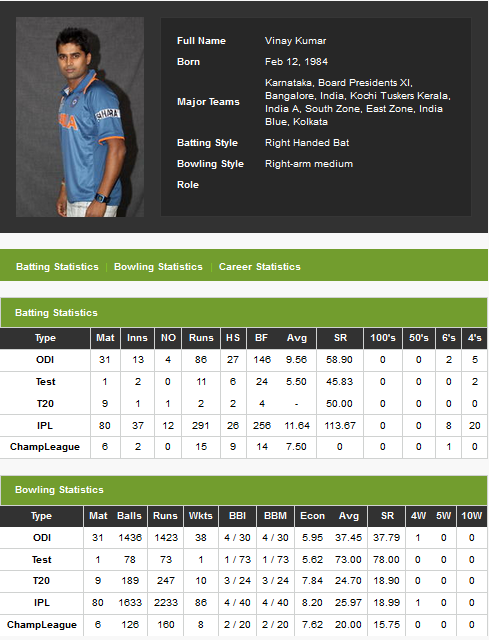 SAHARA
Full Name Vinay Kumar
Born Feb 12, 1984
Major Teams Karnataka, Board Presidents XI,
Bangalore, India, Kochi Tuskers Kerala,
India A, South Zone, East Zone, India
Blue, Kolkata
Batting Style Right Handed Bat
Bowling Style Right-arm medium
Role
Batting Statistics | Bowling Statistics | Career Statistics
Batting Statistics
Type Mat Inns NO Runs HS BF Avg SR 100's 50's 6's 4's
ODI 31 13 4 86 27 146 9.56 58.90 0 0 2 5
Test 1 2 0 11 6 24 5.50 45.83 0 0 0 2
T20 9 1 1 2 2 4 - 50.00 0 0 0 0
IPL 80 37 12 291 26 256 11.64 113.67 0 0 8 20
ChampLeague 6 2 0 15 9 14 7.50 0 0 0 1 0
Bowling Statistics
Type Mat Balls Runs Wkts BBI BBM Econ Avg SR 4W 5W 10W
ODI 31 1436 1423 38 4 / 30 4 / 30 5.95 37.45 37.79 1 0 0
Test 1 78 73 1 1 / 73 1 / 73 5.62 73.00 78.00 0 0 0
T20 9 189 247 10 3 / 24 3 / 24 7.84 24.70 18.90 0 0 0
IPL 80 1633 2233 86 4 / 40 4 / 40 8.20 25.97 18.99 1 0 0
ChampLeague 6 126 160 8 2 / 20 2 / 20 7.62 20.00 15.75 0 0 0